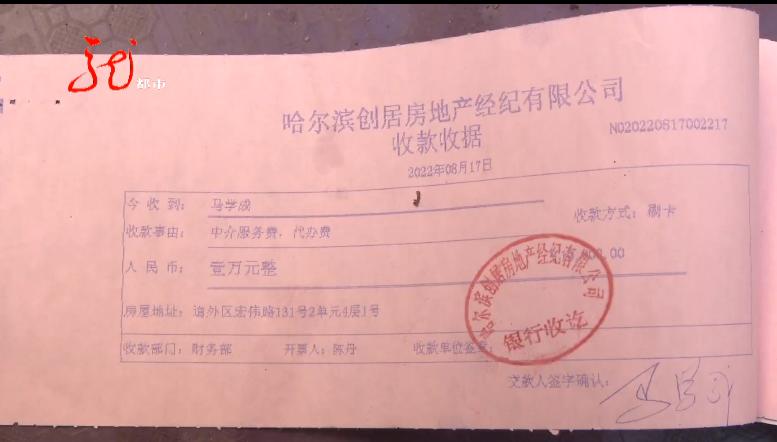 龙
都市
哈尔滨创居房地产经纪有限公司
收款收据
NO20220817002217
2022年08月17日
今收到：马学成
收款方式：刷卡
收款事由：中介服务费，代办费
人民币：壹万元整
00.00
房屋地址：道外区宏伟路131号2单元4层1号
收款部门：财务部 开票人：陈丹 收款单位签章
哈尔滨创居房地产经纪有限公司
银行收讫
交款人签字确认：